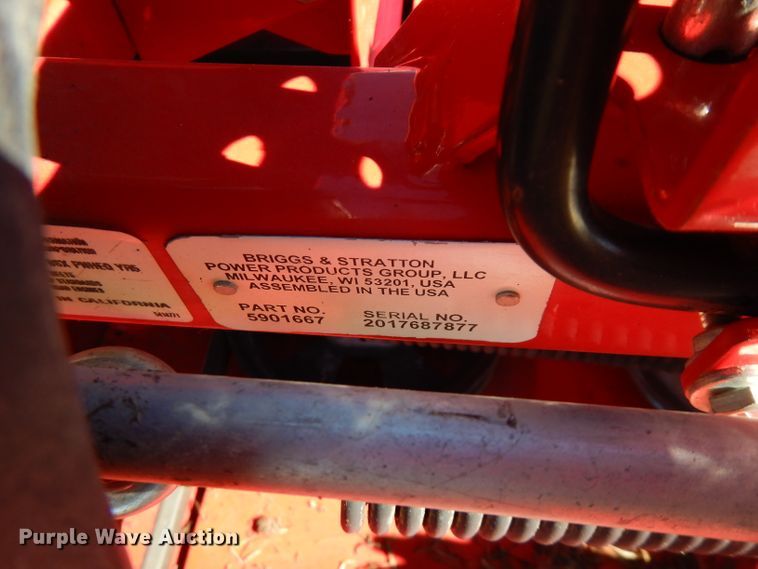 BRIGGS & STRATTON
POWER PRODUCTS GROUP, LLC
MILWAUKEE, WI 53201, USA
ASSEMBLED IN THE USA
PART NO.
5901667
SERIAL NO.
2017687877
IN CALIFORNIA
Purple Wave Auction